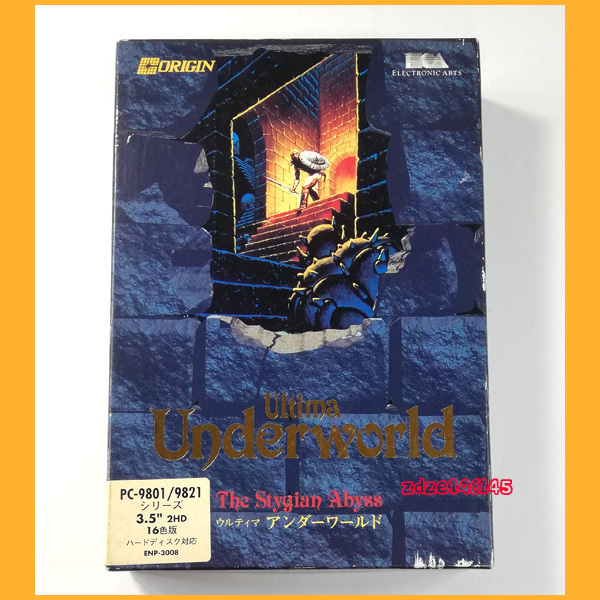 ORIGIN
ELECTRONIC ARTS
Ultima
Underworld
The Stygian Abyss
ウルティマ アンダーワールド
zdze146145
PC-9801/9821
シリーズ
3.5" 2HD
16色版
ハードディスク対応
ENP-3008